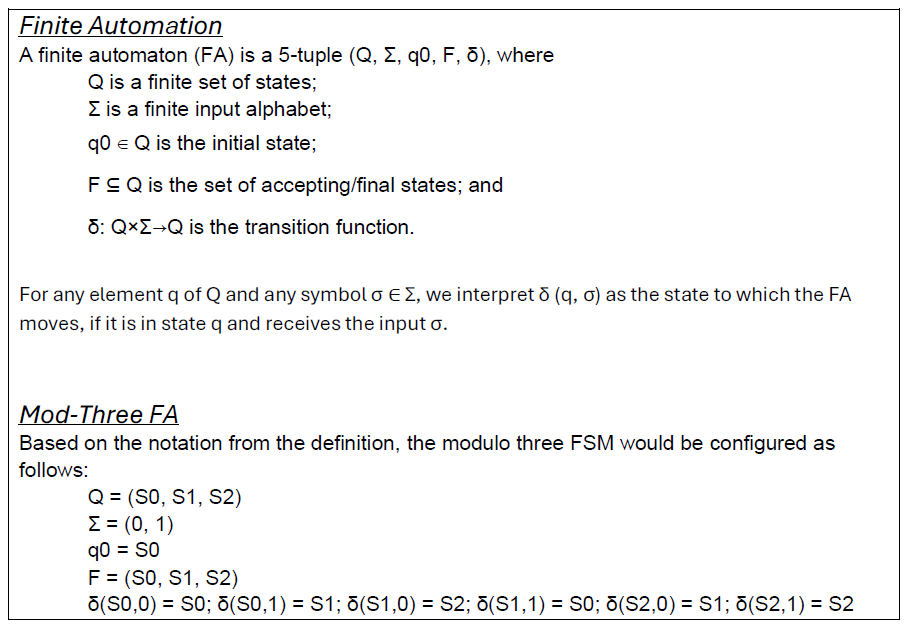 Finite Automation
A finite automaton (FA) is a 5-tuple (Q, Σ, q0, F, δ), where
Q is a finite set of states;
Σ is a finite input alphabet;
q0 ∈ Q is the initial state;
F ⊆ Q is the set of accepting/final states; and
δ: Q×Σ→Q is the transition function.
For any element q of Q and any symbol σ ∈ Σ, we interpret δ (q, σ) as the state to which the FA
moves, if it is in state q and receives the input σ.
Mod-Three FA
Based on the notation from the definition, the modulo three FSM would be configured as
follows:
Q = (S0, S1, S2)
Σ = (0, 1)
q0 = S0
F = (S0, S1, S2)
δ(S0,0) = S0; δ(S0,1) = S1; δ(S1,0) = S2; δ(S1,1) = S0; δ(S2,0) = S1; δ(S2,1) = S2